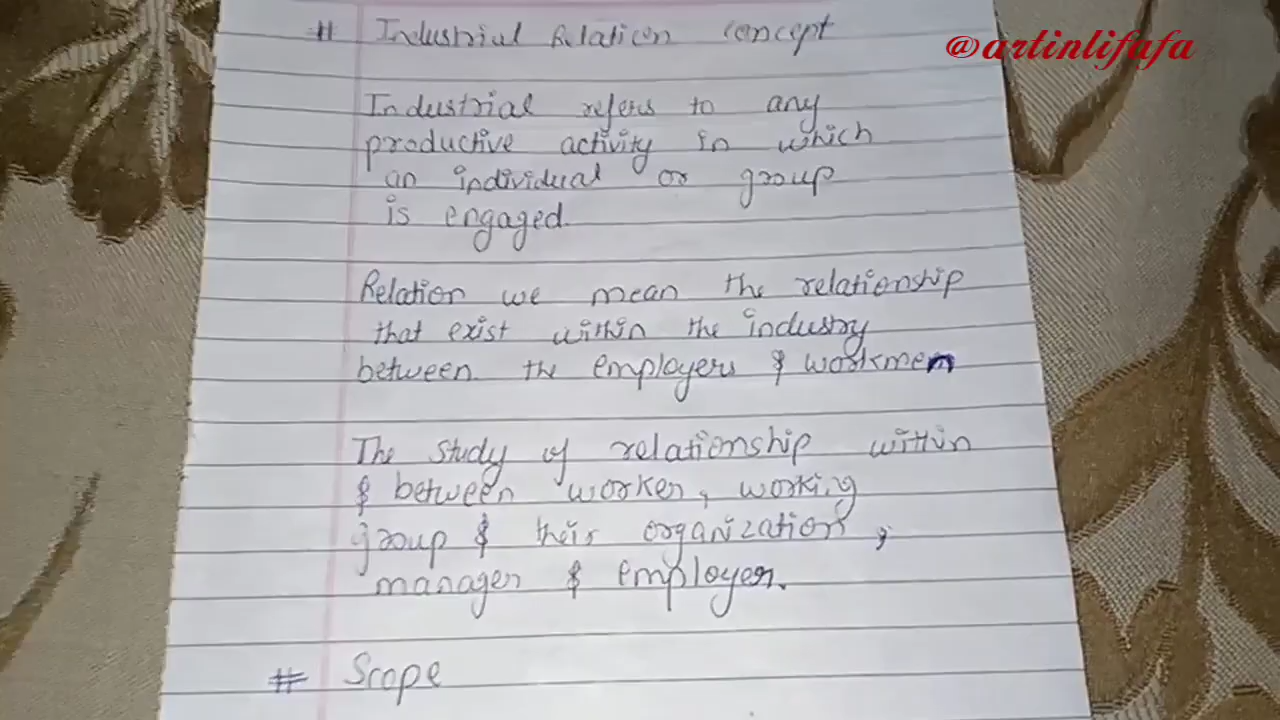 # Industrial Relation concept
@artinlifafa
Industrial refers to any
productive activity in which
an individual or group
is engaged.
Relation we mean the relationship
that exist within the industry
between the employers & workmen
The study of relationship within
& between worker, working
group & their organization,
manager & employer.
# Scope